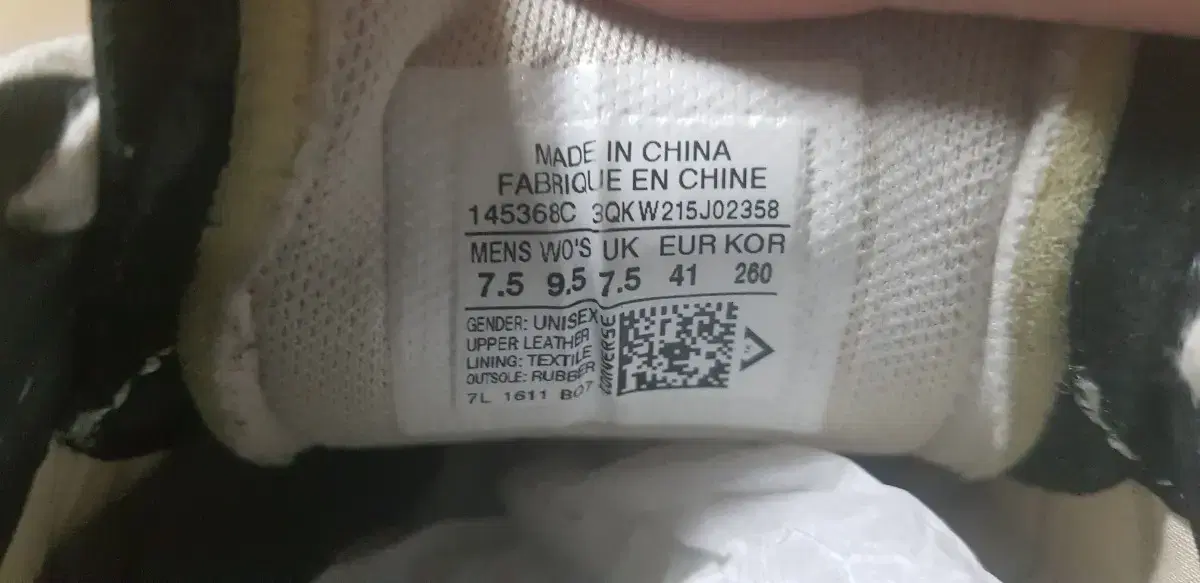 MADE IN CHINA
FABRIQUE EN CHINE
145368C 3QKW215J02358
MENS WO'S UK EUR KOR
7.5 9.5 7.5 41 260
GENDER: UNISEX
UPPER LEATHER
LINING: TEXTILE
OUTSOLE: RUBBER
7L 1611 B07
CONVERSE